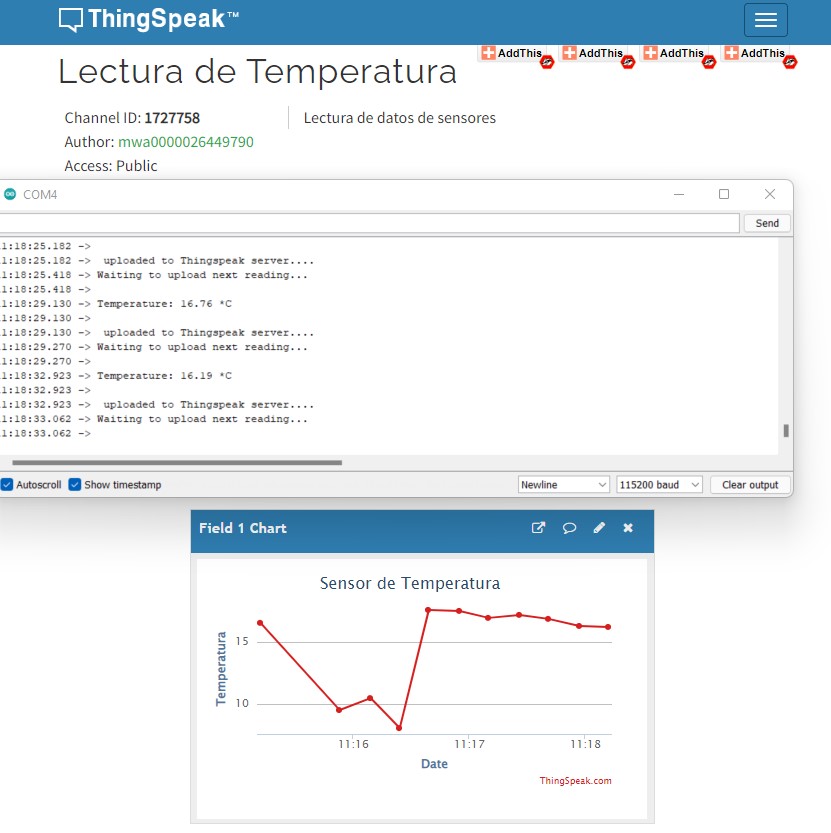 ThingSpeak™
AddThis AddThis AddThis AddThis
Lectura de Temperatura
Channel ID: 1727758
Lectura de datos de sensores
Author: mwa0000026449790
Access: Public
COM4
Send
1:18:25.182 ->
1:18:25.182 -> uploaded to Thingspeak server....
1:18:25.418 -> Waiting to upload next reading...
1:18:25.418 ->
1:18:29.130 -> Temperature: 16.76 *C
1:18:29.130 ->
1:18:29.130 -> uploaded to Thingspeak server....
1:18:29.270 -> Waiting to upload next reading...
1:18:29.270 ->
1:18:32.923 -> Temperature: 16.19 *C
1:18:32.923 ->
1:18:32.923 -> uploaded to Thingspeak server....
1:18:33.062 -> Waiting to upload next reading...
1:18:33.062 ->
Autoscroll Show timestamp
Newline
115200 baud
Clear output
Field 1 Chart
Sensor de Temperatura
Temperatura
15
10
11:16 11:17 11:18
Date
ThingSpeak.com